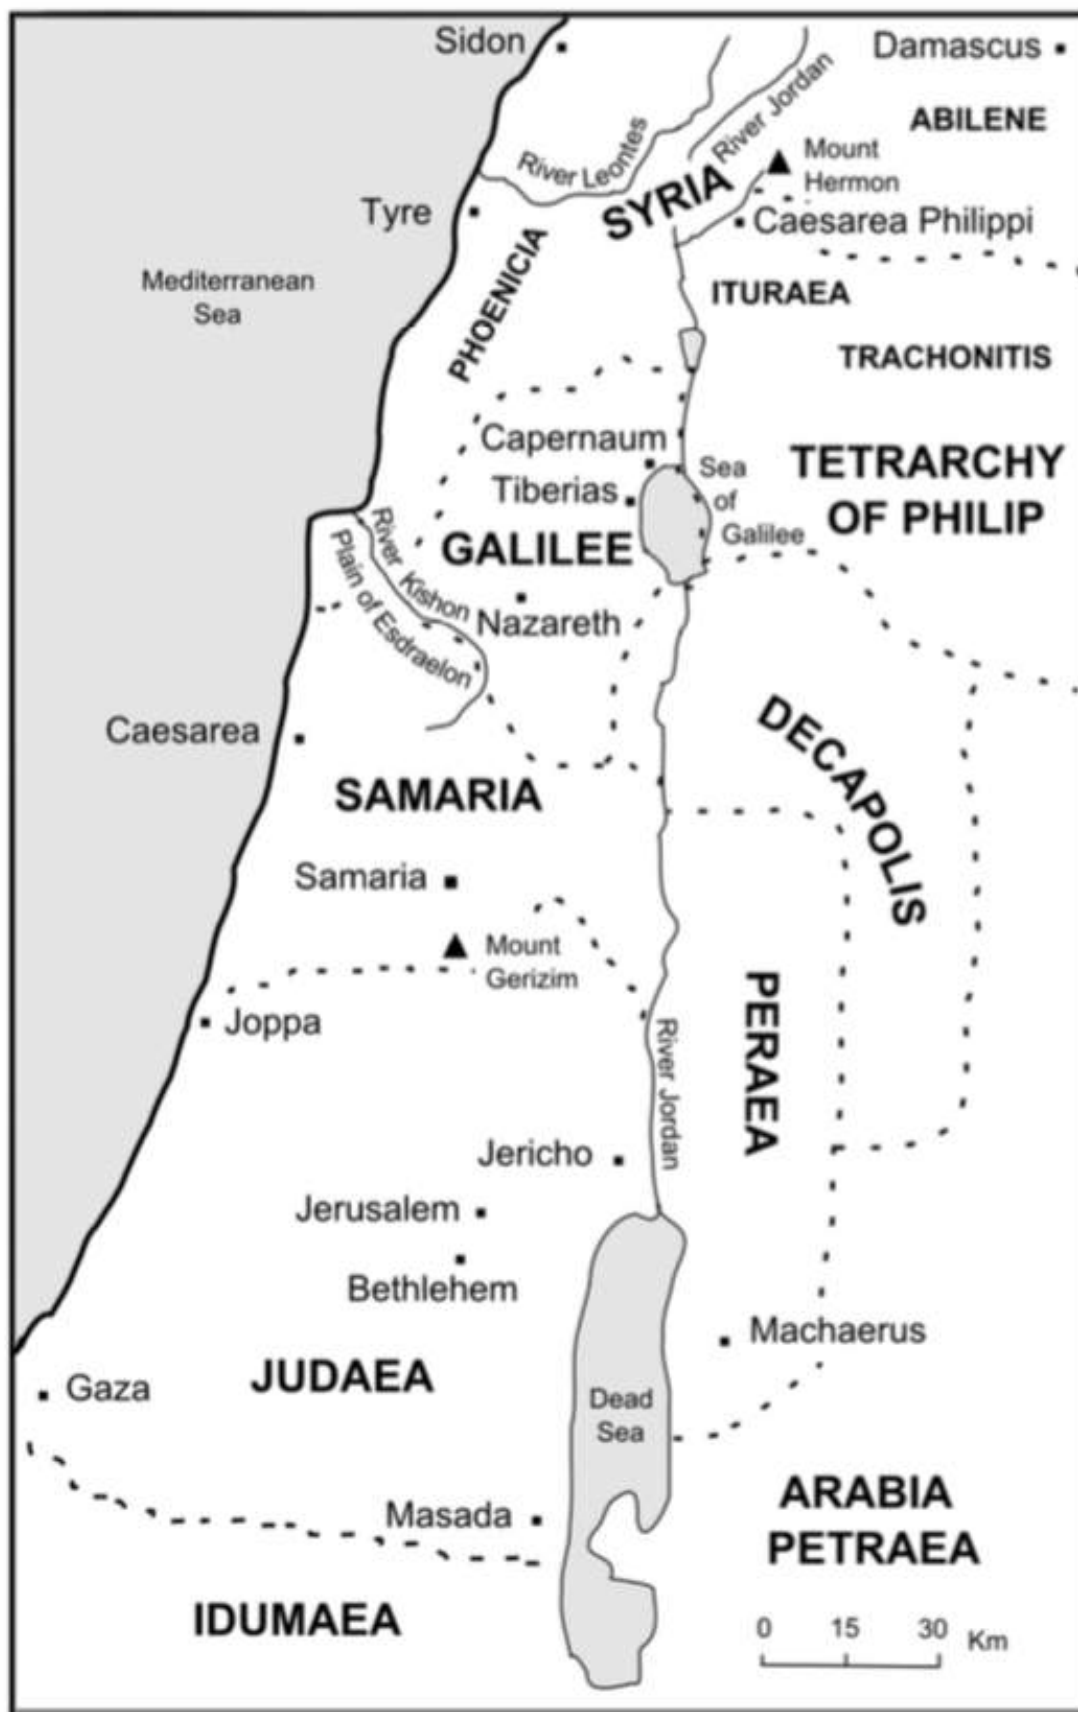 Sidon
Damascus
River Jordan
ABILENE
River Leontes
Mount
Hermon
SYRIA
Tyre
Caesarea Philippi
Mediterranean
Sea
PHOENICIA
ITURAEA
TRACHONITIS
Capernaum
Sea
of
Galilee
TETRARCHY
OF PHILIP
Tiberias
GALILEE
River Kishon
Plain of Esdraelon
Nazareth
Caesarea
DECAPOLIS
SAMARIA
Samaria
Mount
Gerizim
PERAEA
Joppa
River Jordan
Jericho
Jerusalem
Bethlehem
Machaerus
JUDAEA
Gaza
Dead
Sea
ARABIA
PETRAEA
Masada
IDUMAEA
0 15 30 Km